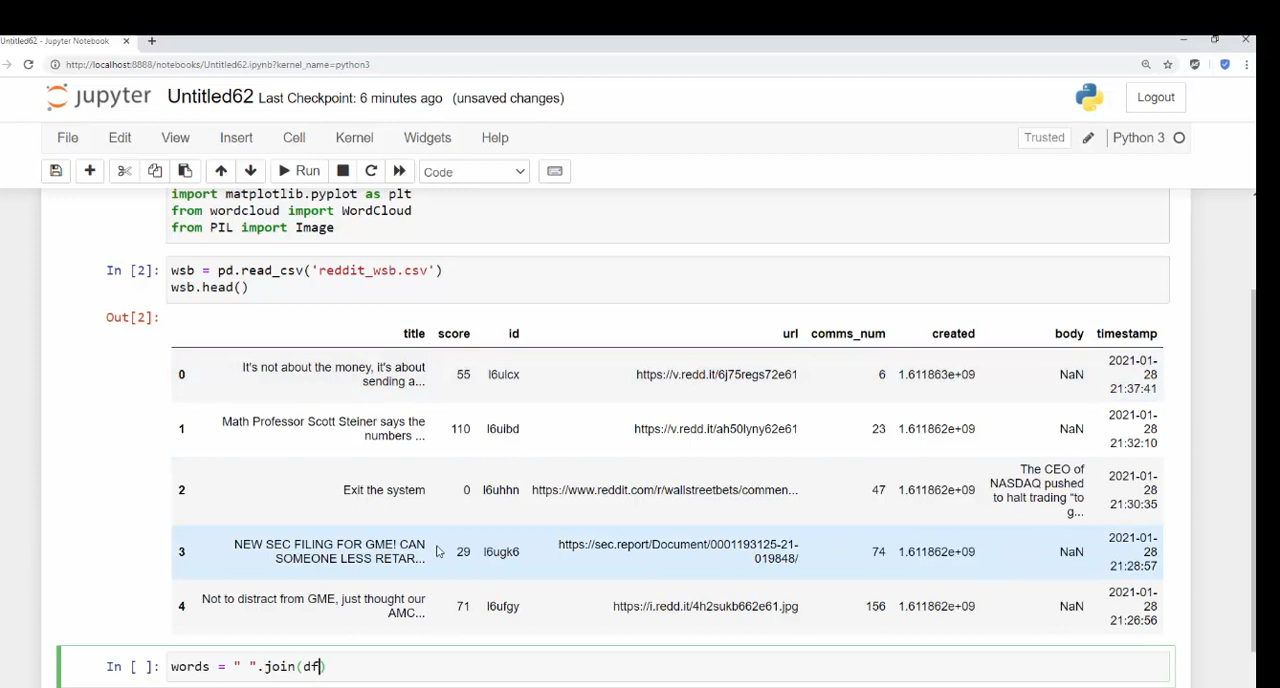 Untitled62 - Jupyter Notebook
http://localhost:8888/notebooks/Untitled62.ipynb?kernel_name=python3
jupyter Untitled62 Last Checkpoint: 6 minutes ago (unsaved changes) Logout
File Edit View Insert Cell Kernel Widgets Help Trusted Python 3
Run Code
import matplotlib.pyplot as plt
from wordcloud import WordCloud
from PIL import Image
In [2]: wsb = pd.read_csv('reddit_wsb.csv')
wsb.head()
Out[2]:
title score id url comms_num created body timestamp
0 It's not about the money, it's about sending a... 55 l6ulcx https://v.redd.it/6j75regs72e61 6 1.611863e+09 NaN 2021-01-28 21:37:41
1 Math Professor Scott Steiner says the numbers ... 110 l6uibd https://v.redd.it/ah50lyny62e61 23 1.611862e+09 NaN 2021-01-28 21:32:10
2 Exit the system 0 l6uhhn https://www.reddit.com/r/wallstreetbets/commen... 47 1.611862e+09 The CEO of NASDAQ pushed to halt trading “to g... 2021-01-28 21:30:35
3 NEW SEC FILING FOR GME! CAN SOMEONE LESS RETAR... 29 l6ugk6 https://sec.report/Document/0001193125-21-019848/ 74 1.611862e+09 NaN 2021-01-28 21:28:57
4 Not to distract from GME, just thought our AMC... 71 l6ufgy https://i.redd.it/4h2sukb662e61.jpg 156 1.611862e+09 NaN 2021-01-28 21:26:56
In [ ]: words = " ".join(df)